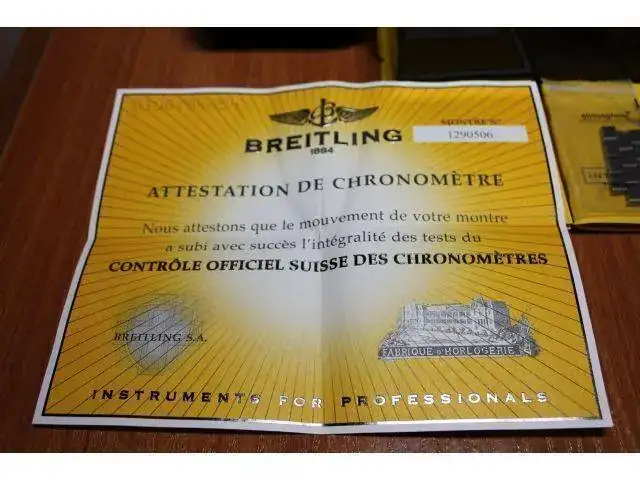 BREITLING
1884
MONTRE N°
1290506
ATTESTATION DE CHRONOMÈTRE
Nous attestons que le mouvement de votre montre
a subi avec succès l'intégralité des tests du
CONTRÔLE OFFICIEL SUISSE DES CHRONOMÈTRES
BREITLING S.A.
FABRIQUE D'HORLOGERIE
INSTRUMENTS FOR PROFESSIONALS